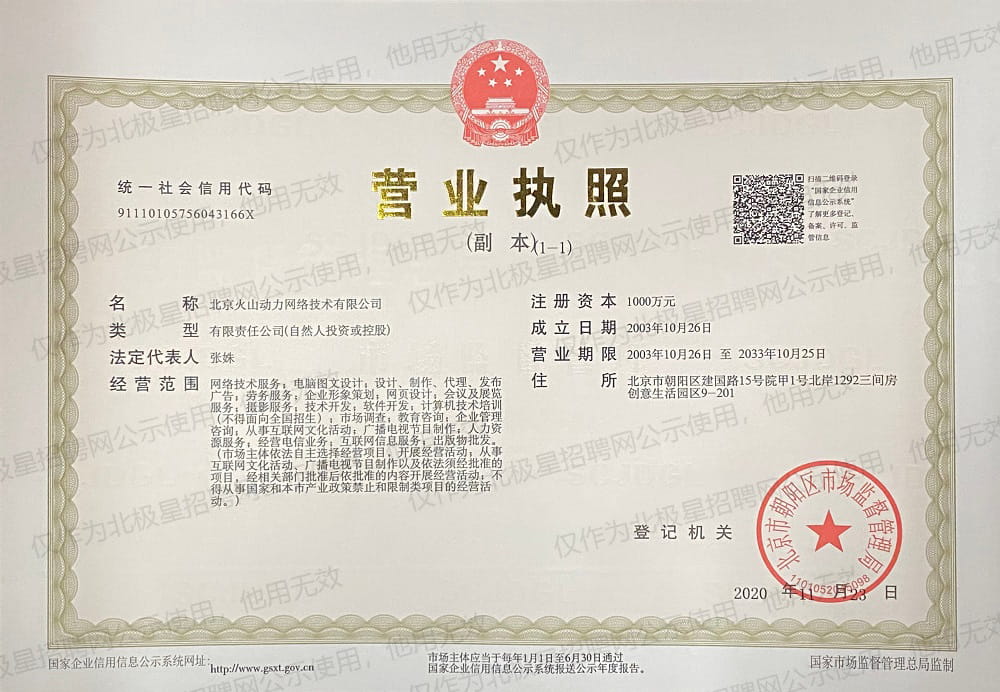 营业执照
(副 本)(1-1)
统一社会信用代码
91110105756043166X
扫描二维码登录
“国家企业信用
信息公示系统”
了解更多登记、
备案、许可、监
管信息
名 称 北京火山动力网络技术有限公司
类 型 有限责任公司(自然人投资或控股)
法定代表人 张姝
经营范围 网络技术服务；电脑图文设计；设计、制作、代理、发布
广告；劳务服务；企业形象策划；网页设计；会议及展览
服务；摄影服务；技术开发；软件开发；计算机技术培训
（不得面向全国招生）；市场调查；教育咨询；企业管理
咨询；从事互联网文化活动；广播电视节目制作；人力资
源服务；经营电信业务；互联网信息服务；出版物批发。
（市场主体依法自主选择经营项目，开展经营活动；从事
互联网文化活动、广播电视节目制作以及依法须经批准的
项目，经相关部门批准后依批准的内容开展经营活动；不
得从事国家和本市产业政策禁止和限制类项目的经营活
动。）
注册资本 1000万元
成立日期 2003年10月26日
营业期限 2003年10月26日 至 2033年10月25日
住 所 北京市朝阳区建国路15号院甲1号北岸1292三间房
创意生活园区9-201
登记机关
北京市朝阳区市场监督管理局
2020 年11 月23 日
国家企业信用信息公示系统网址：http://www.gsxt.gov.cn
市场主体应当于每年1月1日至6月30日通过
国家企业信用信息公示系统报送公示年度报告。
国家市场监督管理总局监制
仅作为北极星招聘网公示使用，他用无效